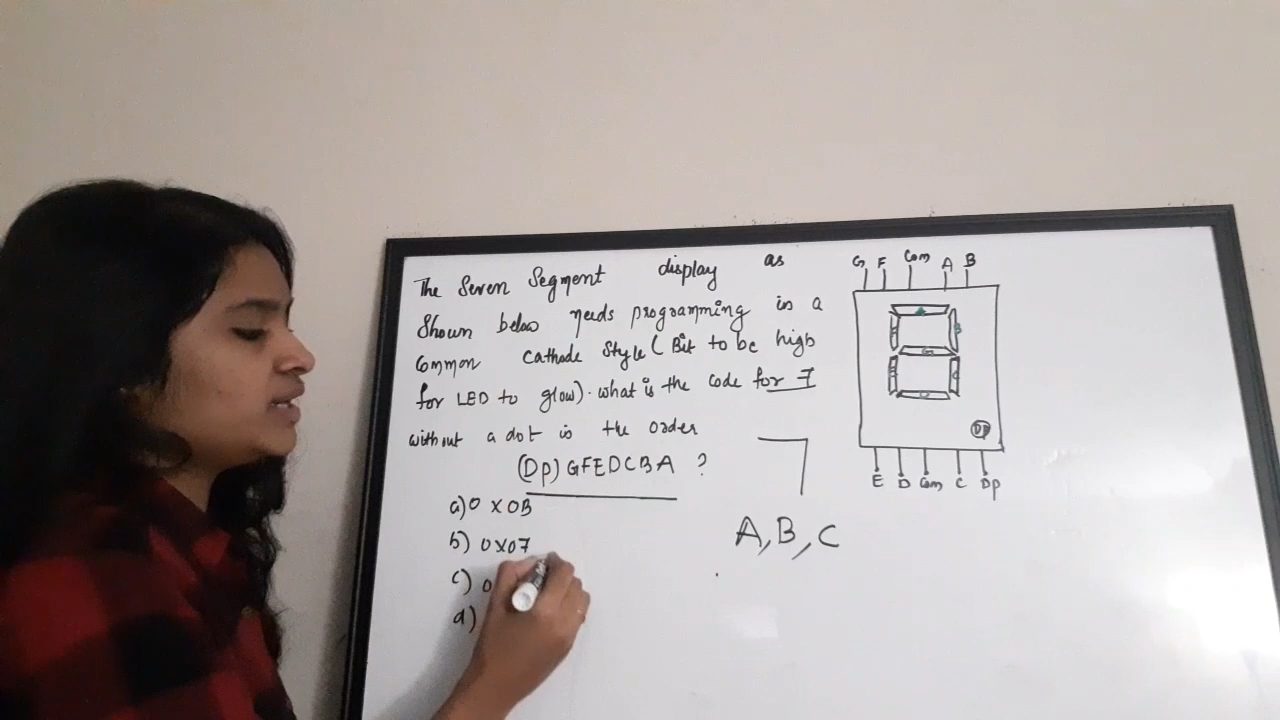 The Seven Segment display as
Shown below needs programming in a
Common Cathode Style (Bit to be high
for LED to glow). what is the code for 7
without a dot is the order
(Dp) GFEDCBA ?
a) 0x0B
b) 0x07
c) 0
d)
7
A, B, C
G F Com A B
A
B
G
C
DP
E D Com C Dp